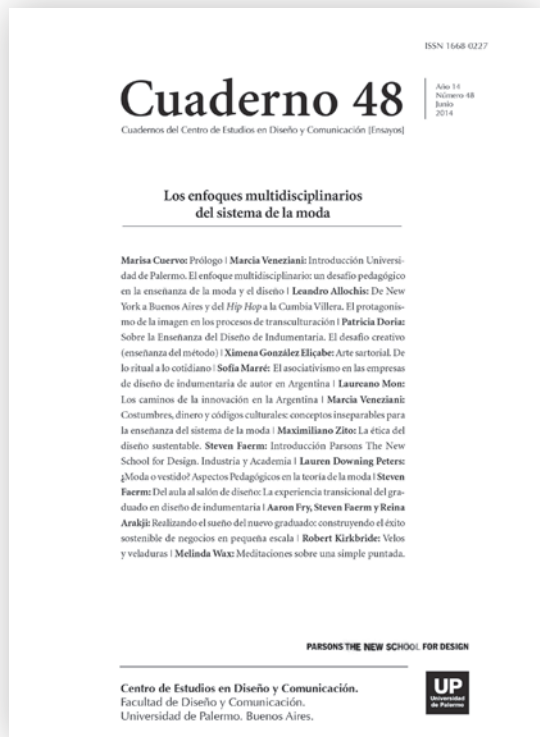 ISSN 1668 0227
Cuaderno 48
Año 14
Número 48
Junio
2014
Cuadernos del Centro de Estudios en Diseño y Comunicación [Ensayos]
Los enfoques multidisciplinarios
del sistema de la moda
Marisa Cuervo: Prólogo | Marcia Veneziani: Introducción Universi-
dad de Palermo. El enfoque multidisciplinario: un desafío pedagógico
en la enseñanza de la moda y el diseño | Leandro Allochis: De New
York a Buenos Aires y del Hip Hop a la Cumbia Villera. El protagonis-
mo de la imagen en los procesos de transculturación | Patricia Doria:
Sobre la Enseñanza del Diseño de Indumentaria. El desafío creativo
(enseñanza del método) | Ximena González Eliçabe: Arte sartorial. De
lo ritual a lo cotidiano | Sofía Marré: El asociativismo en las empresas
de diseño de indumentaria de autor en Argentina | Laureano Mon:
Los caminos de la innovación en la Argentina | Marcia Veneziani:
Costumbres, dinero y códigos culturales: conceptos inseparables para
la enseñanza del sistema de la moda | Maximiliano Zito: La ética del
diseño sustentable. Steven Faerm: Introducción Parsons The New
School for Design. Industria y Academia | Lauren Downing Peters:
¿Moda o vestido? Aspectos Pedagógicos en la teoría de la moda | Steven
Faerm: Del aula al salón de diseño: La experiencia transicional del gra-
duado en diseño de indumentaria | Aaron Fry, Steven Faerm y Reina
Arakji: Realizando el sueño del nuevo graduado: construyendo el éxito
sostenible de negocios en pequeña escala | Robert Kirkbride: Velos
y veladuras | Melinda Wax: Meditaciones sobre una simple puntada.
PARSONS THE NEW SCHOOL FOR DESIGN
Centro de Estudios en Diseño y Comunicación.
Facultad de Diseño y Comunicación.
Universidad de Palermo. Buenos Aires.
UP
Universidad
de Palermo